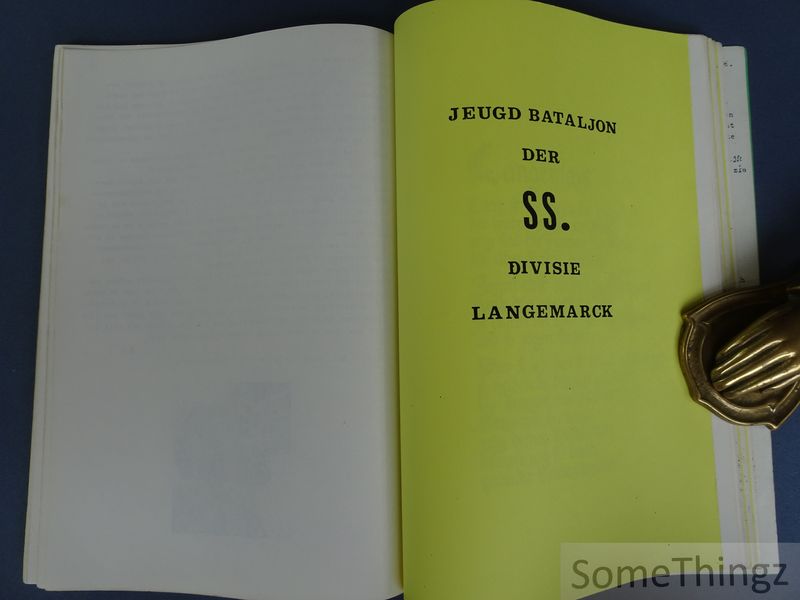 JEUGD BATALJON
DER
SS.
DIVISIE
LANGEMARCK
SomeThingz